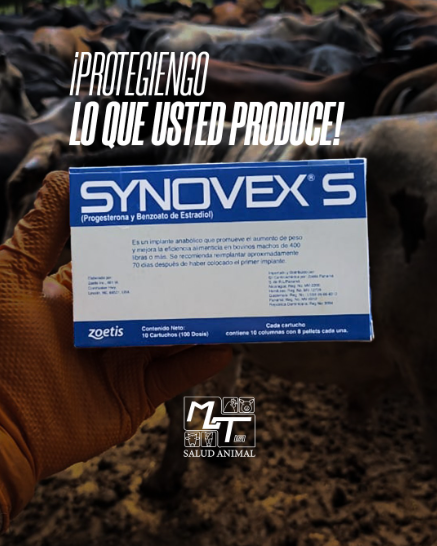 ¡PROTEGIENGO
LO QUE USTED PRODUCE!
SYNOVEX® S
(Progesterona y Benzoato de Estradiol)
Es un implante anabólico que promueve el aumento de peso
y mejora la eficiencia alimenticia en bovinos machos de 400
libras o más. Se recomienda reimplantar aproximadamente
70 días después de haber colocado el primer implante.
zoetis
Contenido Neto:
10 Cartuchos (100 Dosis)
Cada cartucho
contiene 10 columnas con 8 pellets cada una.
MT
SALUD ANIMAL